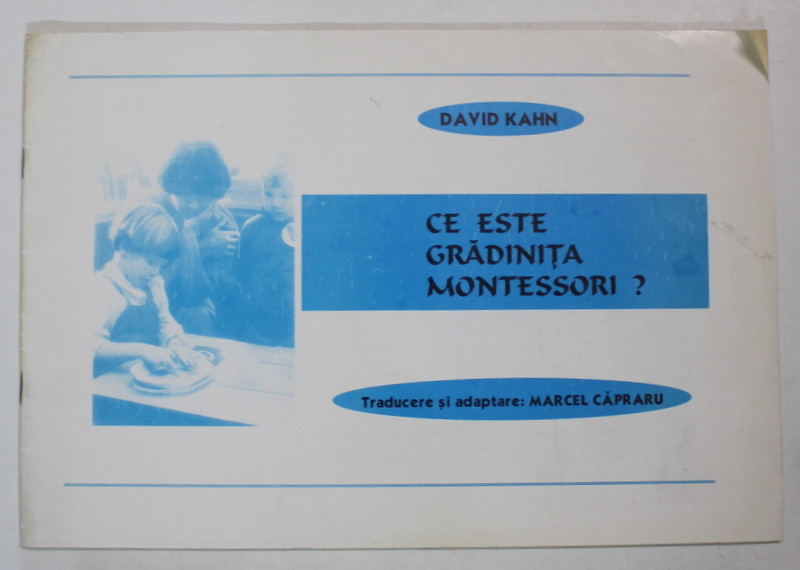 DAVID KAHN
CE ESTE
GRĂDINIȚA
MONTESSORI ?
Traducere și adaptare: MARCEL CĂPRARU